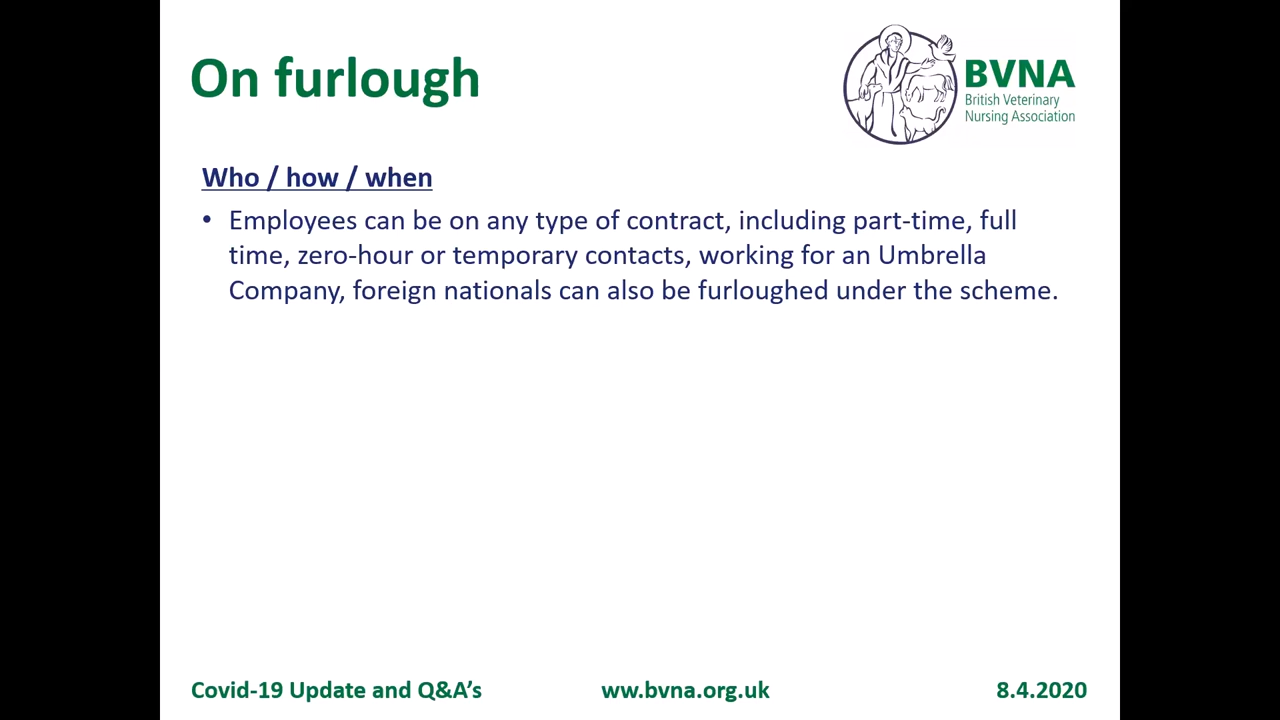 On furlough
BVNA
British Veterinary
Nursing Association
Who / how / when
• Employees can be on any type of contract, including part-time, full
time, zero-hour or temporary contacts, working for an Umbrella
Company, foreign nationals can also be furloughed under the scheme.
Covid-19 Update and Q&A’s
ww.bvna.org.uk
8.4.2020